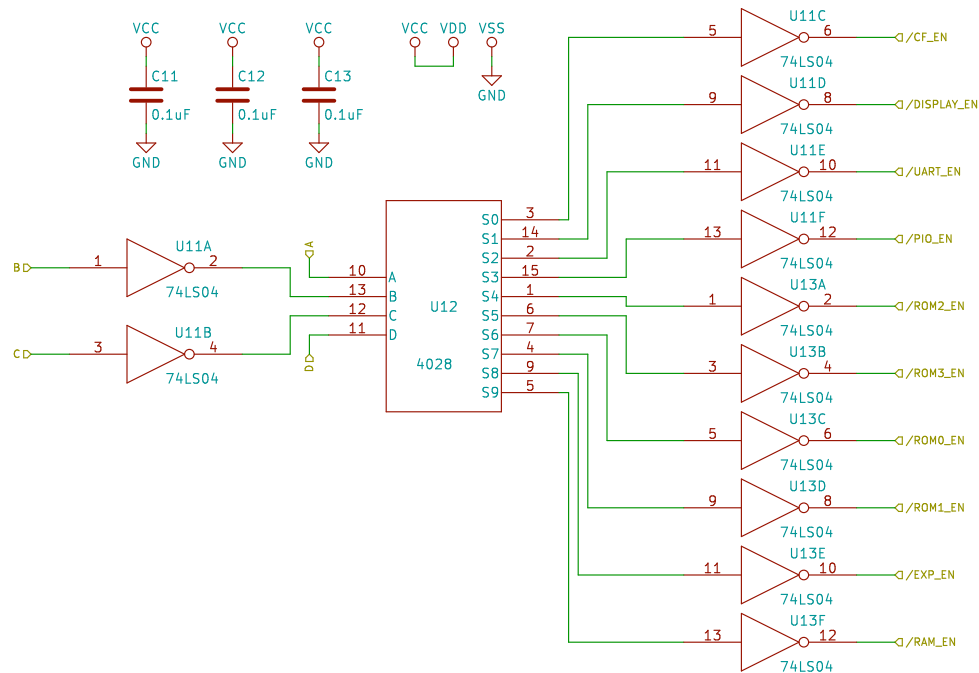 VCC VCC VCC VCC VDD VSS
C11 C12 C13
0.1uF 0.1uF 0.1uF
GND GND GND GND
B 1 2 U11A 74LS04
C 3 4 U11B 74LS04
A
D
10 A
13 B
12 C
11 D
U12
4028
S0 3
S1 14
S2 2
S3 15
S4 1
S5 6
S6 7
S7 4
S8 9
S9 5
5 U11C 6 /CF_EN
74LS04
9 U11D 8 /DISPLAY_EN
74LS04
11 U11E 10 /UART_EN
74LS04
13 U11F 12 /PIO_EN
74LS04
1 U13A 2 /ROM2_EN
74LS04
3 U13B 4 /ROM3_EN
74LS04
5 U13C 6 /ROM0_EN
74LS04
9 U13D 8 /ROM1_EN
74LS04
11 U13E 10 /EXP_EN
74LS04
13 U13F 12 /RAM_EN
74LS04